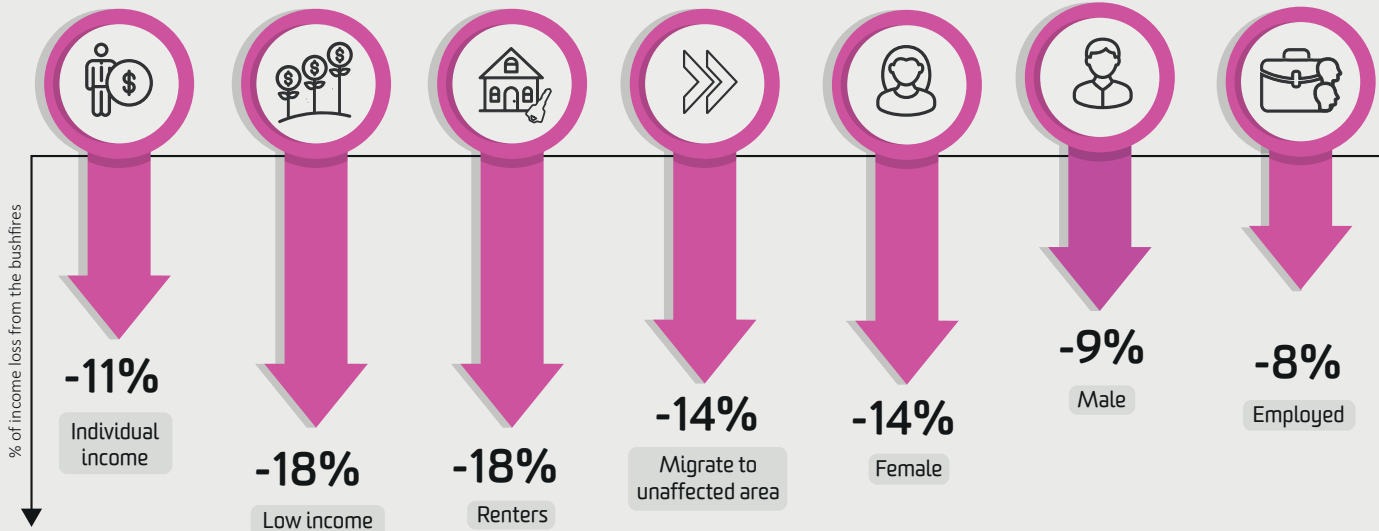 % of income loss from the bushfires
-11%
Individual
income
-18%
Low income
-18%
Renters
-14%
Migrate to
unaffected area
-14%
Female
-9%
Male
-8%
Employed